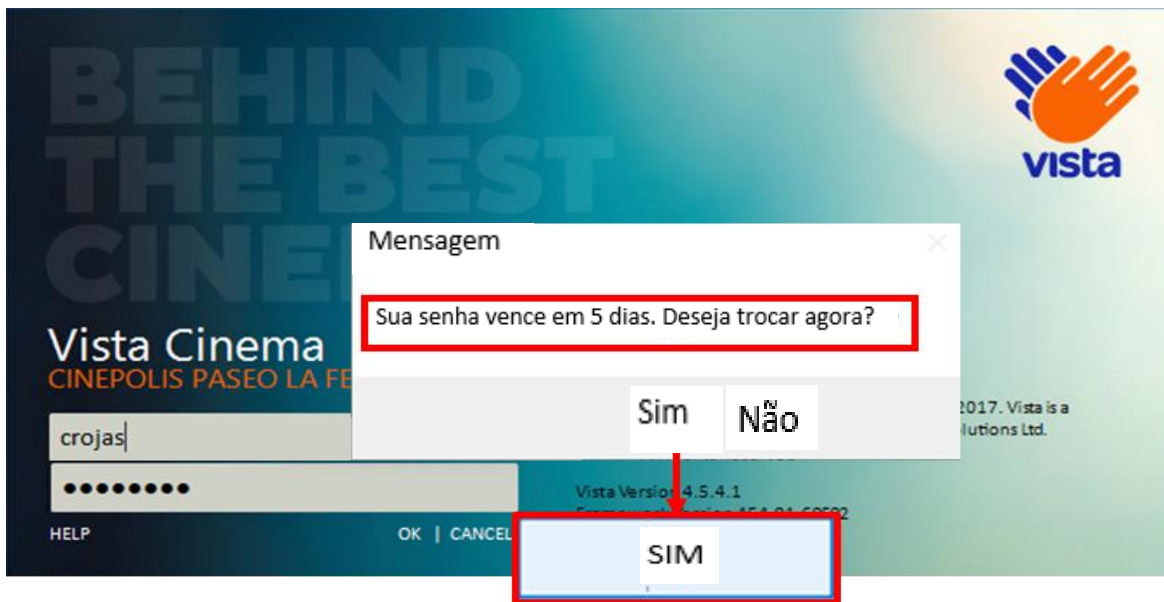 BEHIND
THE BEST
CINE
vista
Mensagem
Sua senha vence em 5 dias. Deseja trocar agora?
Sim Não
Vista Cinema
CINEPOLIS PASEO LA FE
crojas
2017. Vista is a
lutions Ltd.
Vista Version 4.5.4.1
HELP
OK | CANCEL
SIM